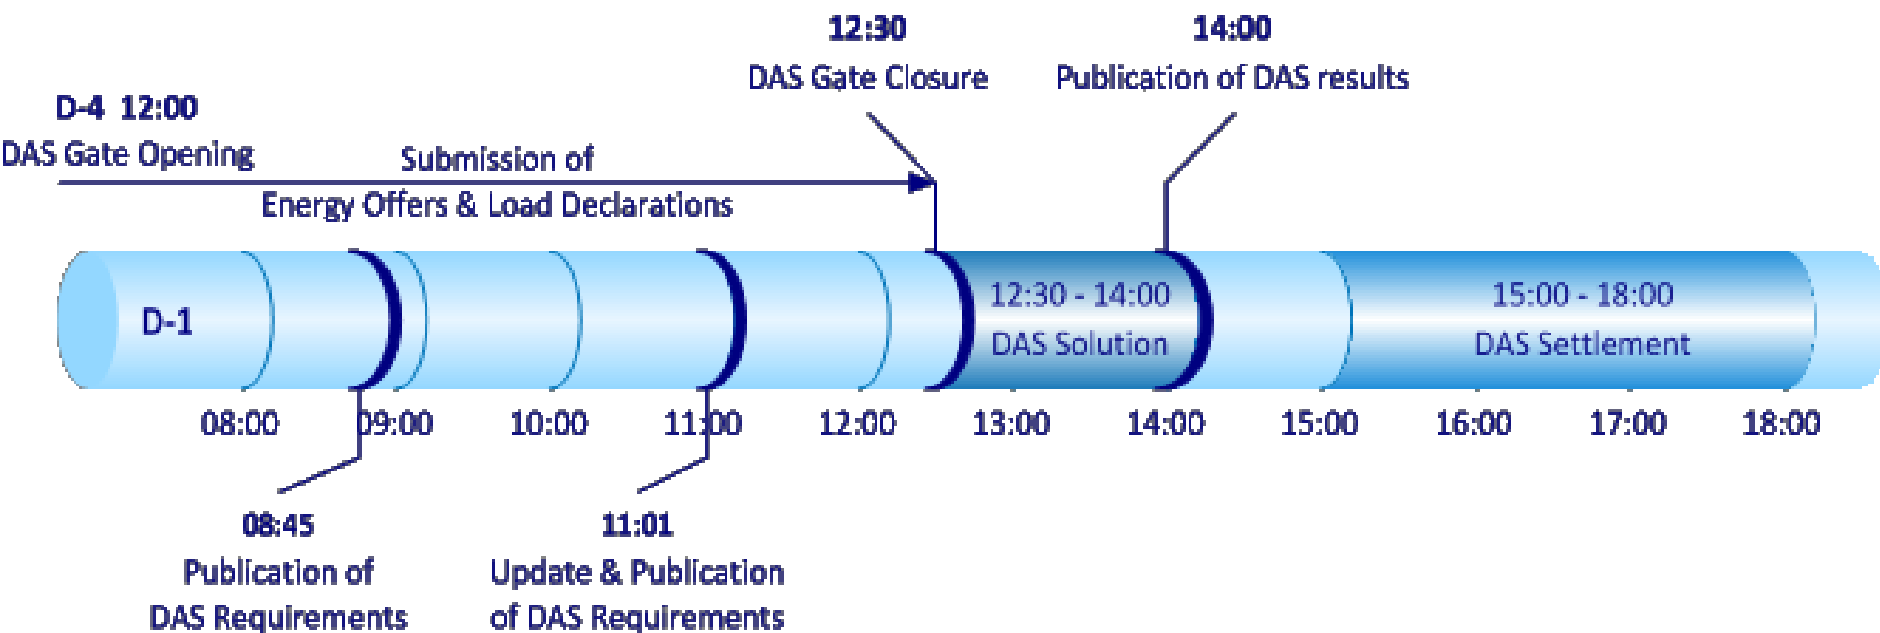 12:30
DAS Gate Closure
14:00
Publication of DAS results
D-4 12:00
DAS Gate Opening
Submission of
Energy Offers & Load Declarations
D-1
12:30 - 14:00
DAS Solution
15:00 - 18:00
DAS Settlement
08:00 09:00 10:00 11:00 12:00 13:00 14:00 15:00 16:00 17:00 18:00
08:45
Publication of
DAS Requirements
11:01
Update & Publication
of DAS Requirements